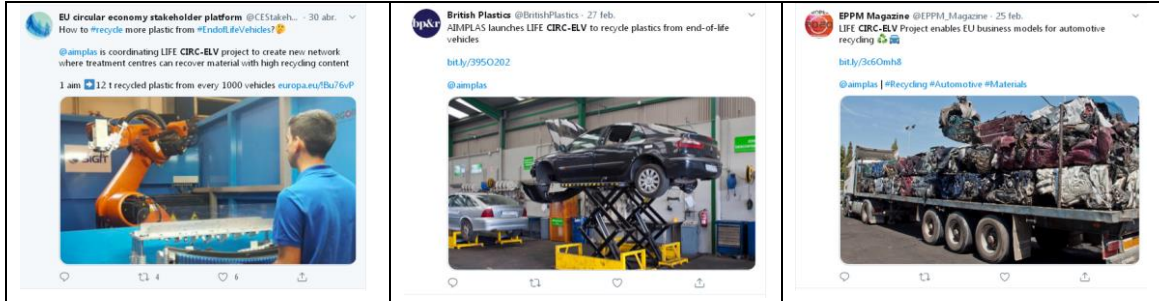 EU circular economy stakeholder platform @CEStakeh... · 30 abr.
How to #recycle more plastic from #EndofLifeVehicles?
@aimplas is coordinating LIFE CIRC-ELV project to create new network
where treatment centres can recover material with high recycling content
1 aim 12 t recycled plastic from every 1000 vehicles europa.eu/!Bu76vP
SIGIT
4
6
bp&r
British Plastics @BritishPlastics · 27 feb.
AIMPLAS launches LIFE CIRC-ELV to recycle plastics from end-of-life
vehicles
bit.ly/395O202
@aimplas
EPPM Magazine @EPPM_Magazine · 25 feb.
LIFE CIRC-ELV Project enables EU business models for automotive
recycling
bit.ly/3c6Omh8
@aimplas | #Recycling #Automotive #Materials